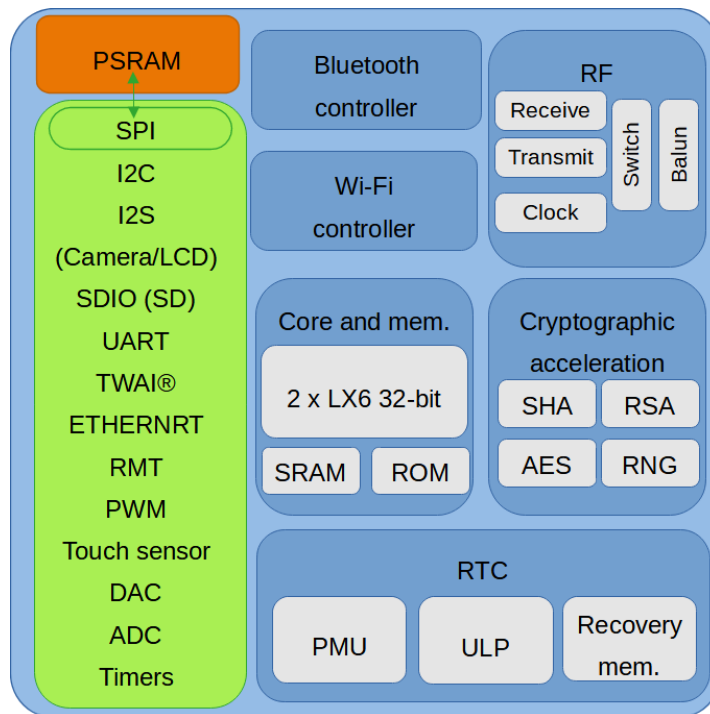 PSRAM
SPI
I2C
I2S
(Camera/LCD)
SDIO (SD)
UART
TWAI®
ETHERNRT
RMT
PWM
Touch sensor
DAC
ADC
Timers
Bluetooth
controller
Wi-Fi
controller
RF
Receive
Transmit
Clock
Switch
Balun
Core and mem.
2 x LX6 32-bit
SRAM
ROM
Cryptographic
acceleration
SHA
RSA
AES
RNG
RTC
PMU
ULP
Recovery
mem.